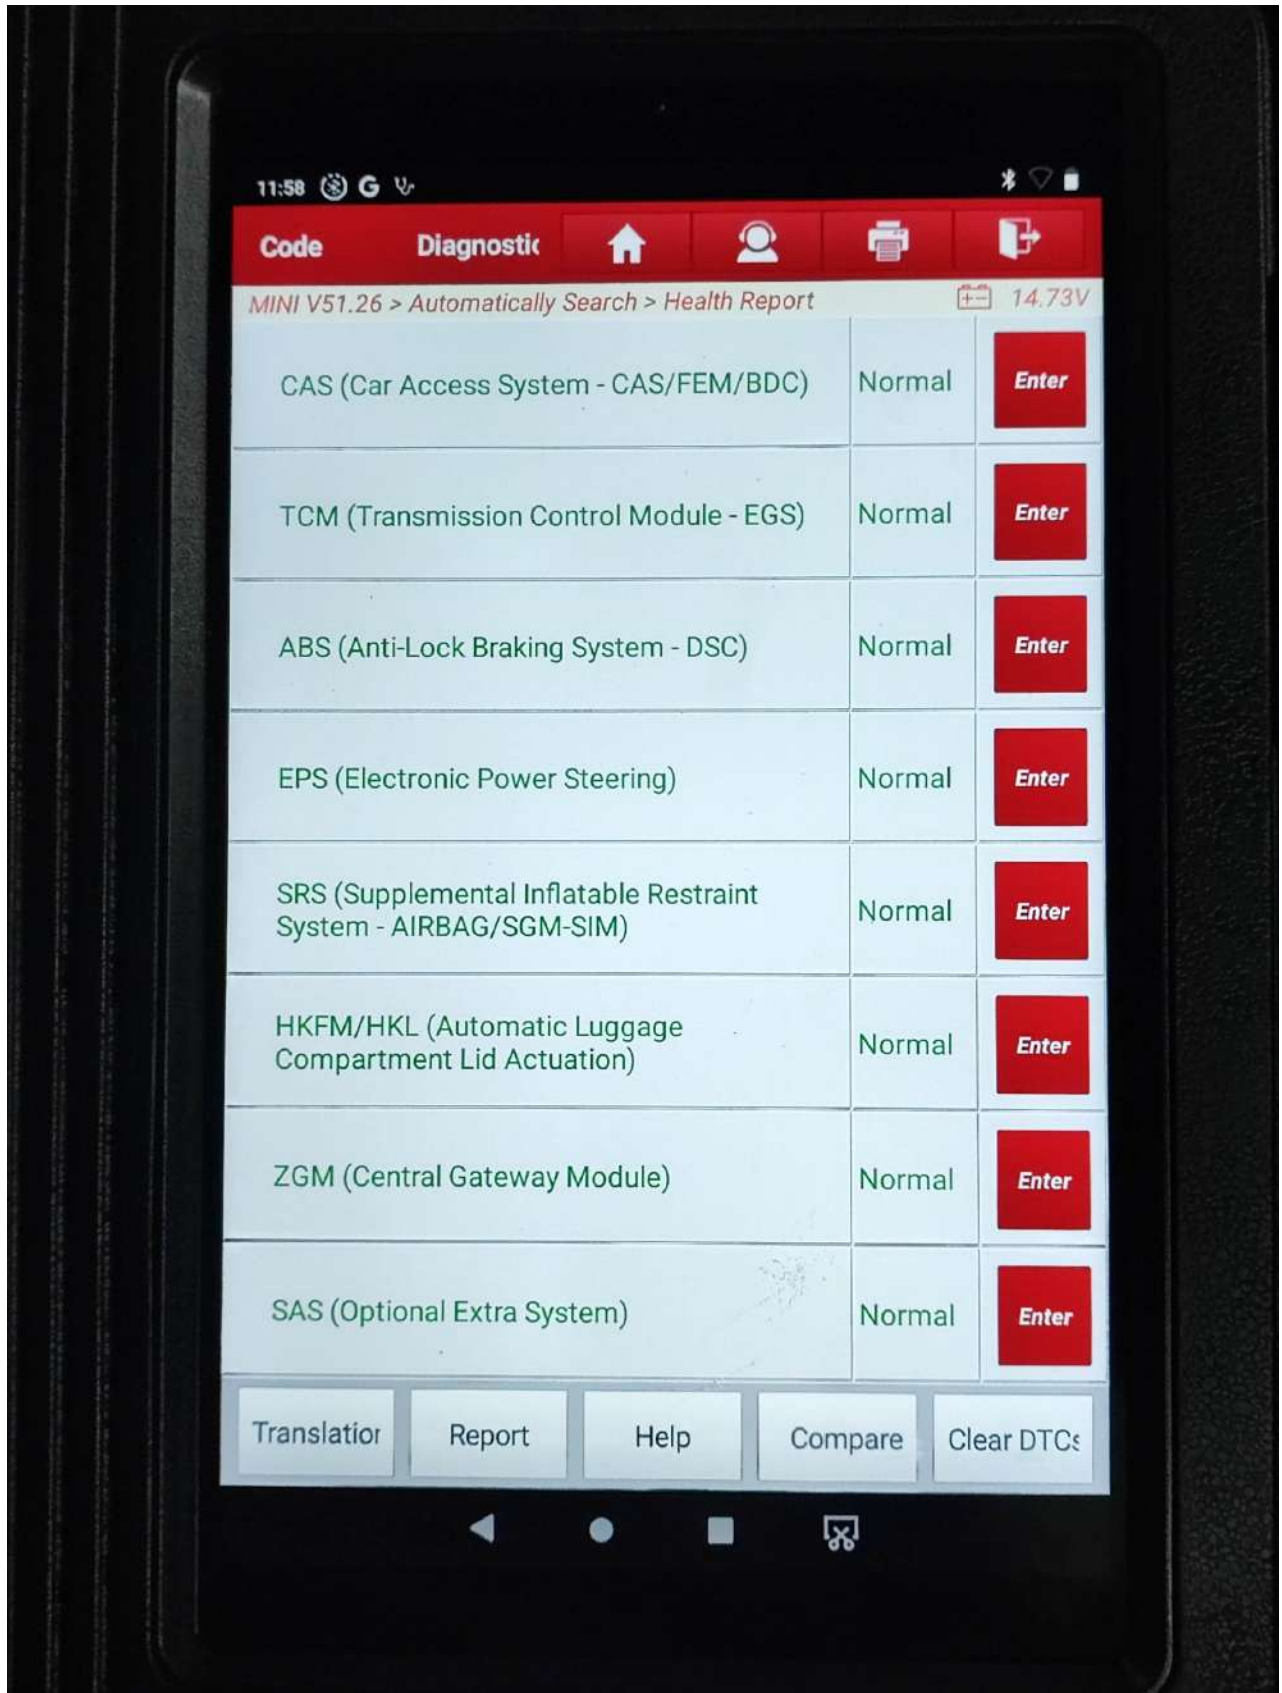 11:58 G
Code Diagnostic
MINI V51.26 > Automatically Search > Health Report 14.73V
CAS (Car Access System - CAS/FEM/BDC) Normal Enter
TCM (Transmission Control Module - EGS) Normal Enter
ABS (Anti-Lock Braking System - DSC) Normal Enter
EPS (Electronic Power Steering) Normal Enter
SRS (Supplemental Inflatable Restraint
System - AIRBAG/SGM-SIM) Normal Enter
HKFM/HKL (Automatic Luggage
Compartment Lid Actuation) Normal Enter
ZGM (Central Gateway Module) Normal Enter
SAS (Optional Extra System) Normal Enter
Translation Report Help Compare Clear DTCs